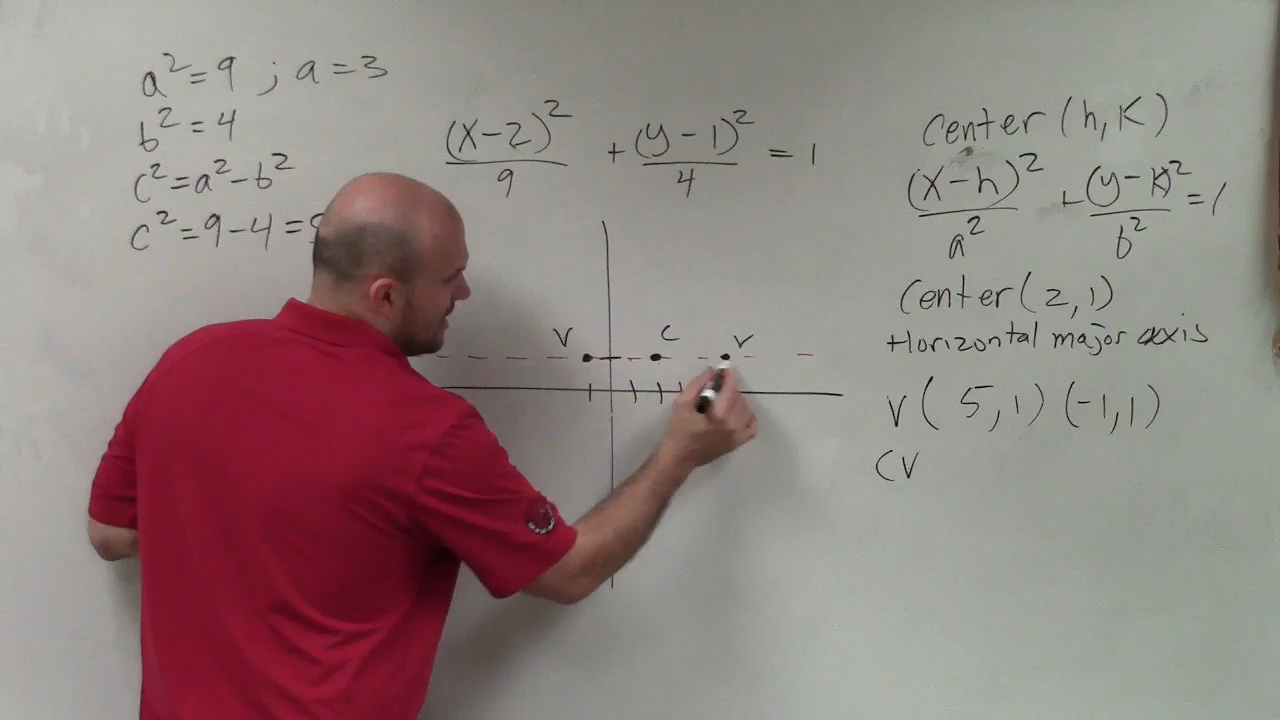 a² = 9 ; a = 3
b² = 4
c² = a² - b²
c² = 9 - 4 =
(x-2)²/9 + (y-1)²/4 = 1
V C V
Center (h, K)
(x-h)²/a² + (y-k)²/b² = 1
Center (2, 1)
Horizontal major axis
V (5, 1) (-1, 1)
CV